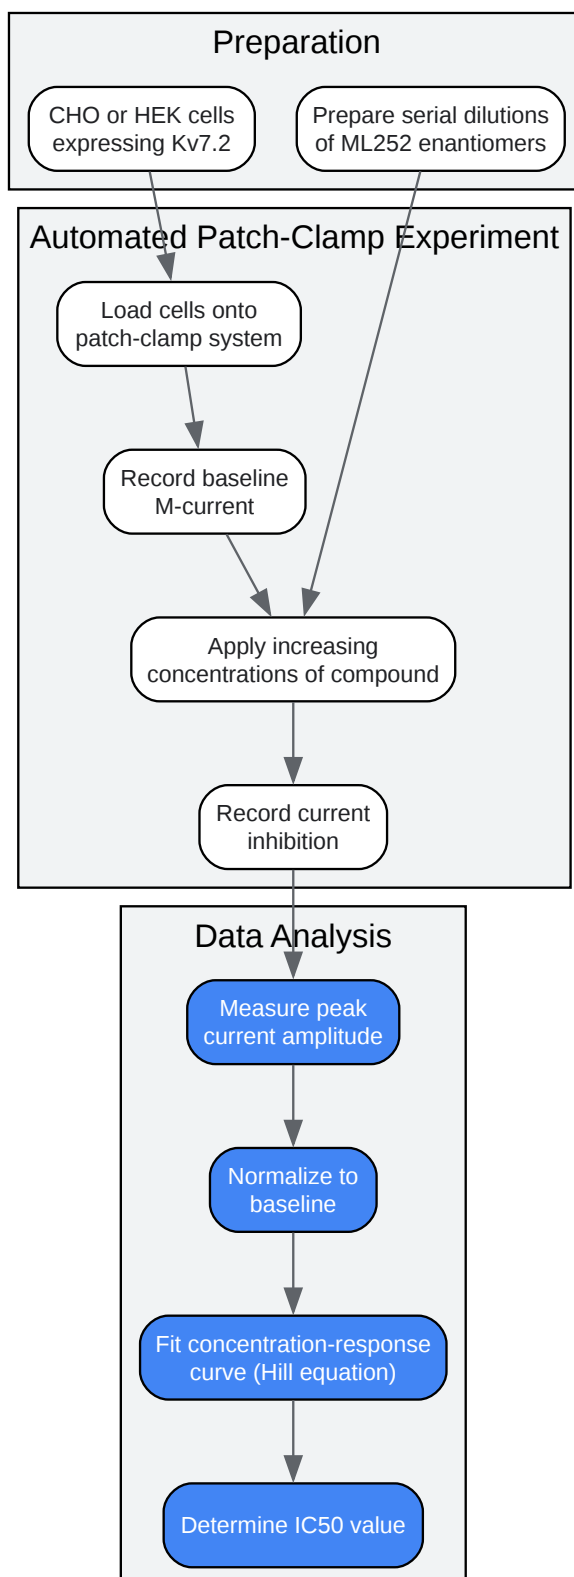 Preparation
CHO or HEK cells
expressing Kv7.2
Prepare serial dilutions
of ML252 enantiomers
Automated Patch-Clamp Experiment
Load cells onto
patch-clamp system
Record baseline
M-current
Apply increasing
concentrations of compound
Record current
inhibition
Data Analysis
Measure peak
current amplitude
Normalize to
baseline
Fit concentration-response
curve (Hill equation)
Determine IC50 value